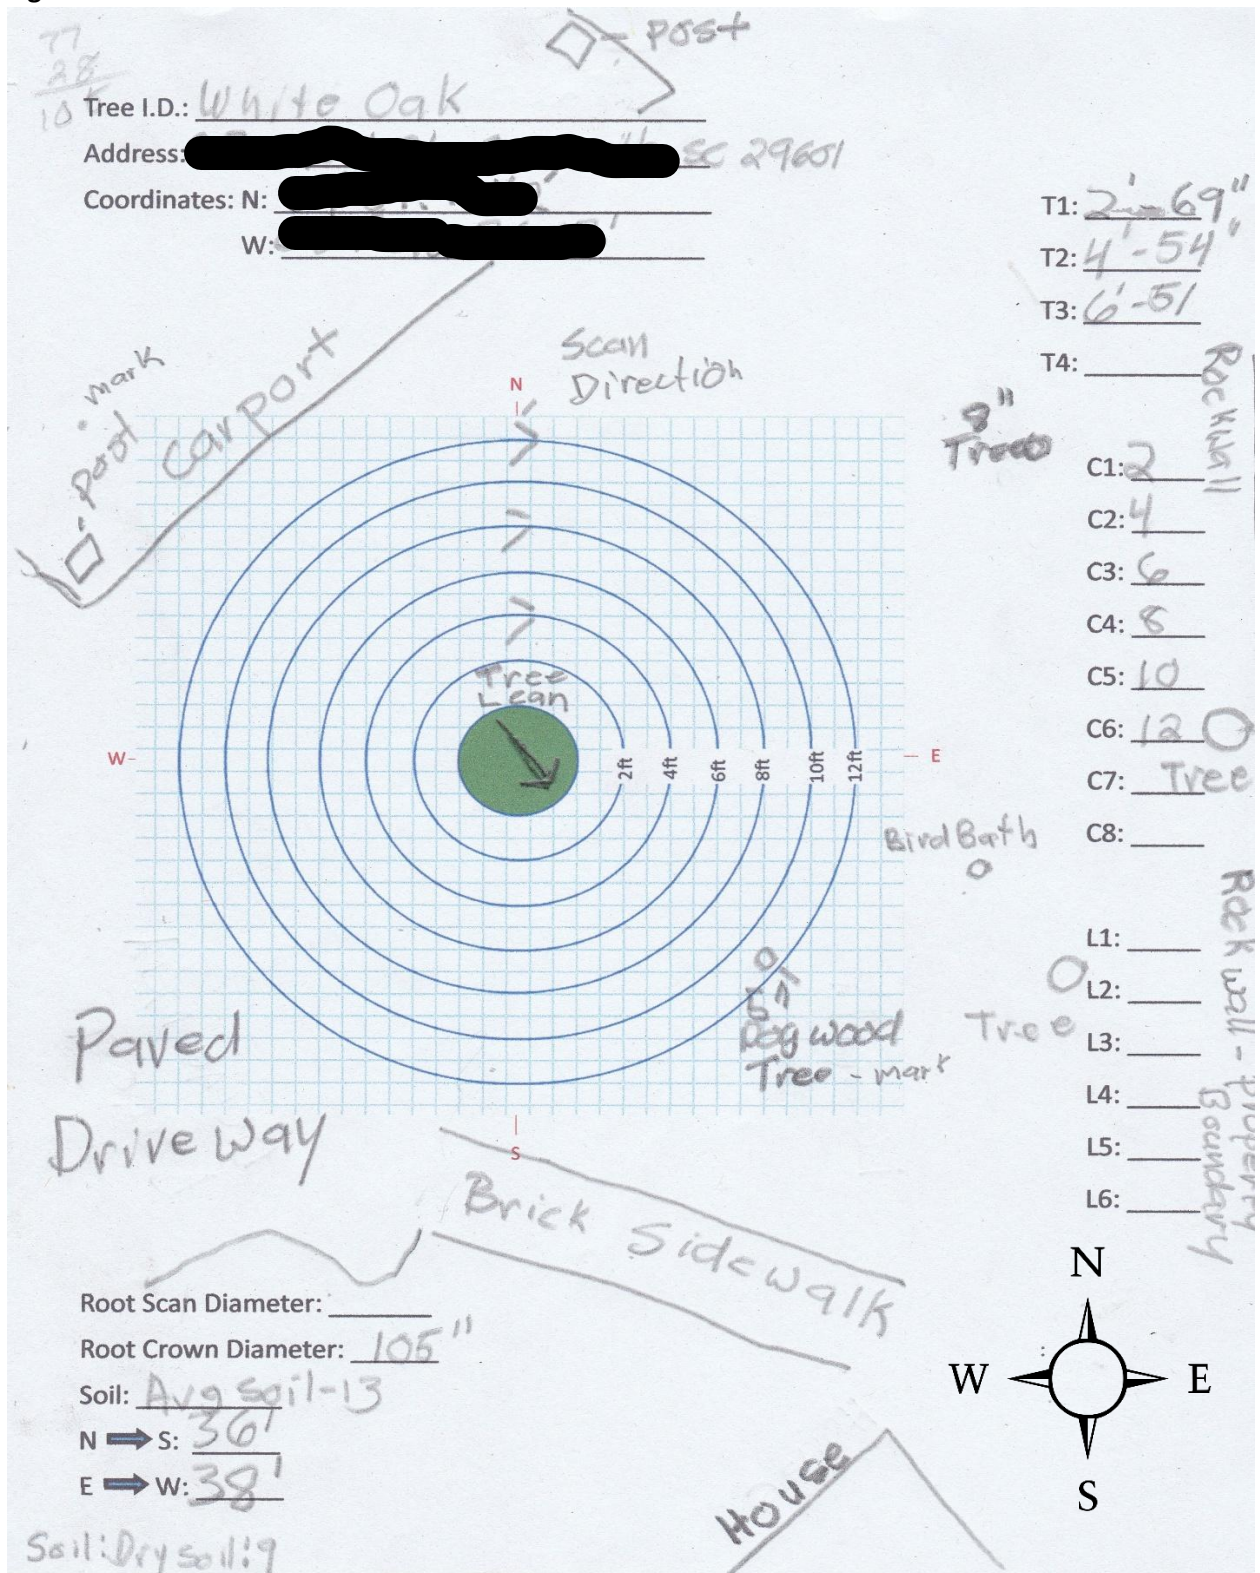 77
28
- post
Tree I.D.: White Oak
Address: SC 29601
Coordinates: N:
W:
T1: 2'-69"
T2: 4'-54"
T3: 6'-51
T4:
mark
- post
carport
Scan
Direction
N
8"
Tree
Rockwall
C1: 2
C2: 4
C3: 6
C4: 8
C5: 10
C6: 12
C7:
C8:
Tree
Tree
Lean
W
2ft 4ft 6ft 8ft 10ft 12ft
E
Bird Bath
L1:
L2:
L3:
L4:
L5:
L6:
Tree
Rock wall - property
Boundary
Dogwood
Tree - mark
Paved
Driveway
S
Brick Sidewalk
Root Scan Diameter:
Root Crown Diameter: 105"
Soil: Avg soil-13
N S: 36'
E W: 38'
Soil: Dry soil: 9
House
N
W E
S